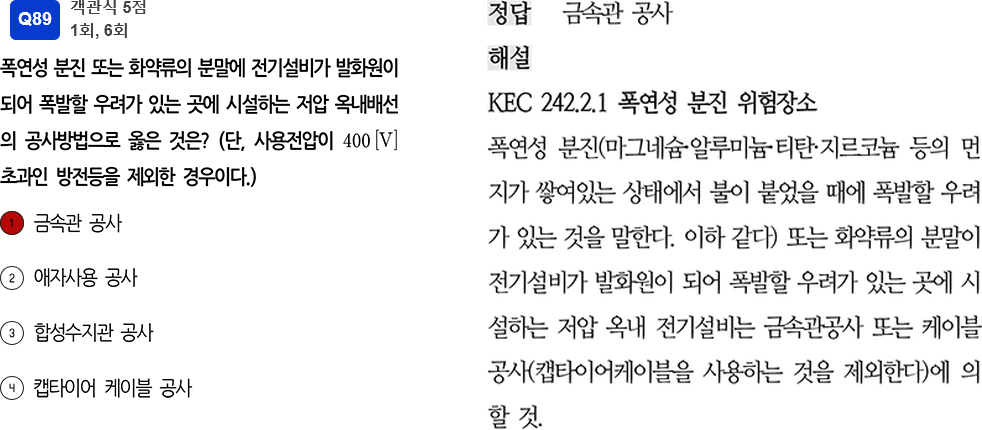 Q89
객관식 5점
1회, 6회
폭연성 분진 또는 화약류의 분말에 전기설비가 발화원이
되어 폭발할 우려가 있는 곳에 시설하는 저압 옥내배선
의 공사방법으로 옳은 것은? (단, 사용전압이 400 [V]
초과인 방전등을 제외한 경우이다.)
1 금속관 공사
② 애자사용 공사
③ 합성수지관 공사
④ 캡타이어 케이블 공사
정답 금속관 공사
해설
KEC 242.2.1 폭연성 분진 위험장소
폭연성 분진(마그네슘·알루미늄·티탄·지르코늄 등의 먼
지가 쌓여있는 상태에서 불이 붙었을 때에 폭발할 우려
가 있는 것을 말한다. 이하 같다) 또는 화약류의 분말이
전기설비가 발화원이 되어 폭발할 우려가 있는 곳에 시
설하는 저압 옥내 전기설비는 금속관공사 또는 케이블
공사(캡타이어케이블을 사용하는 것을 제외한다)에 의
할 것.